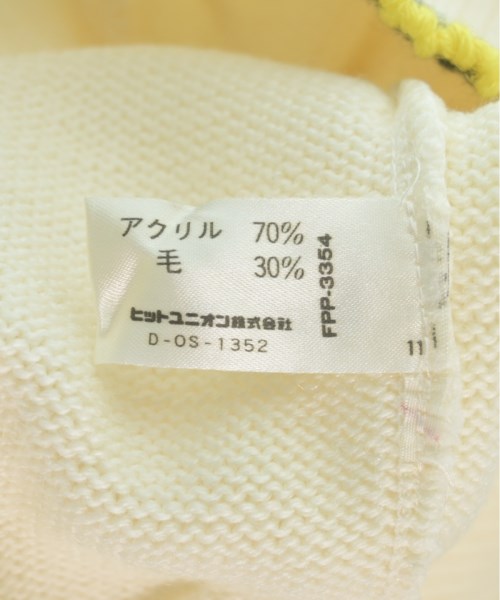 アクリル 70%
毛 30%
ヒットユニオン株式会社
D-OS-1352
FPP-3354
11